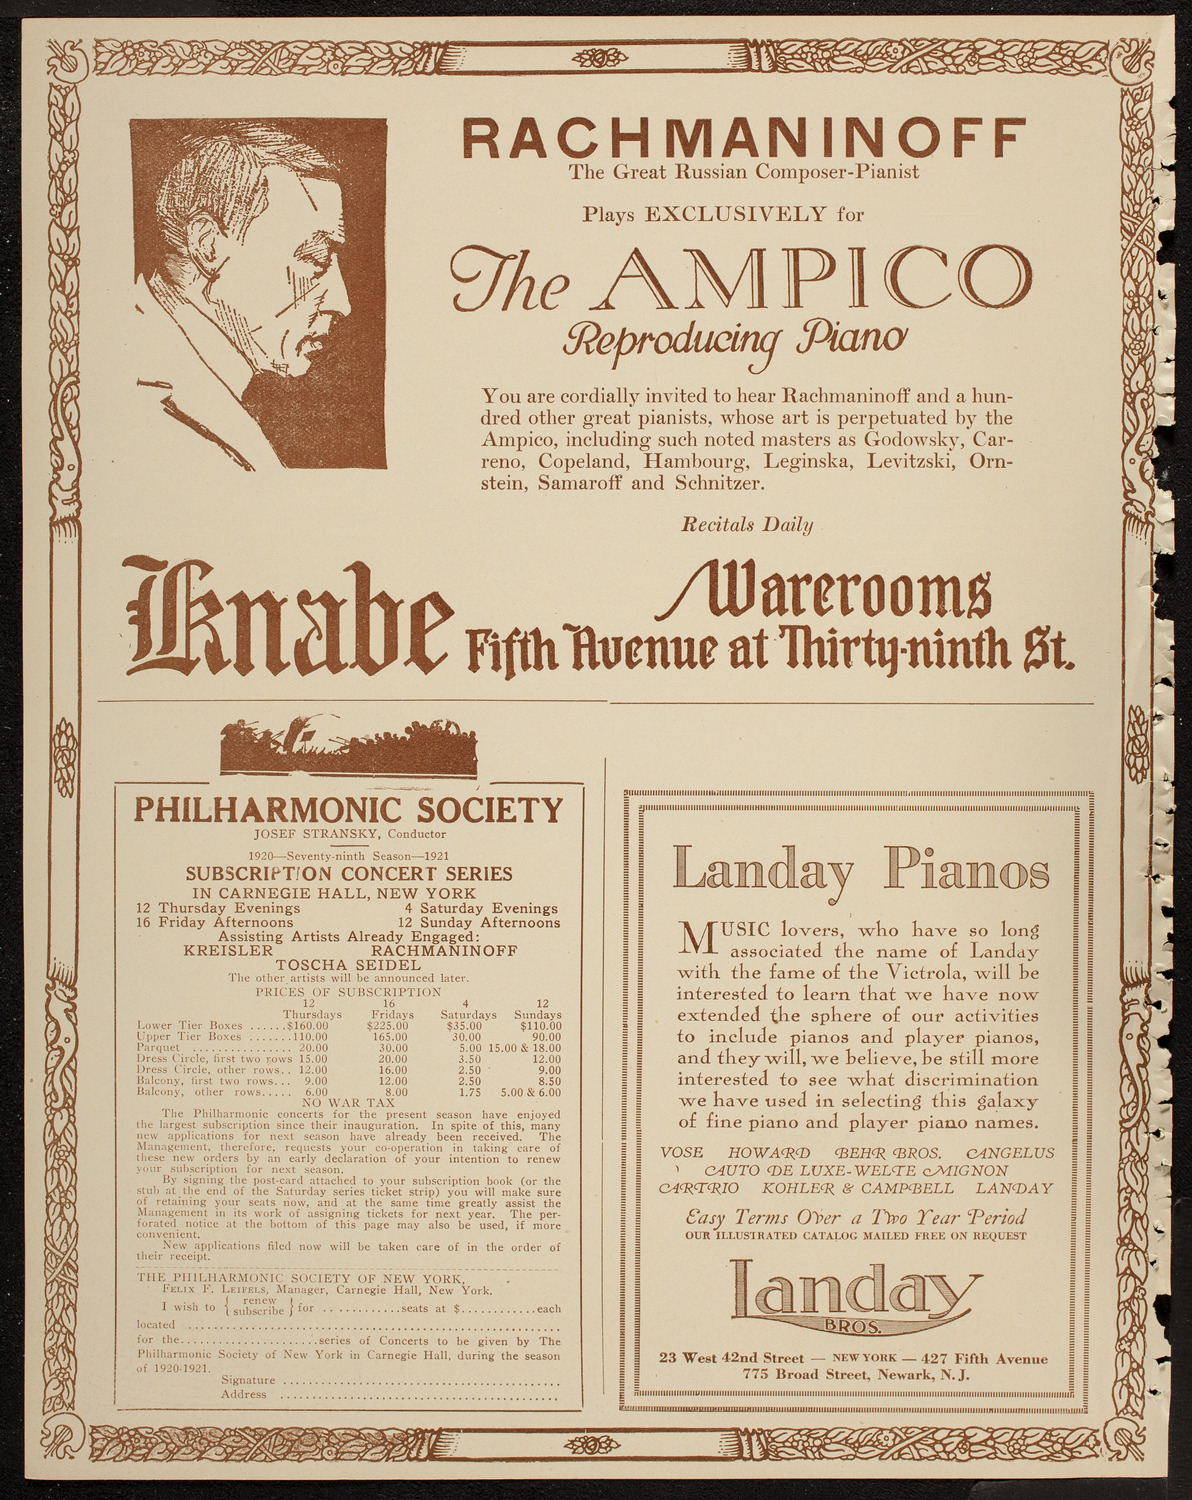 RACHMANINOFF
The Great Russian Composer-Pianist
Plays EXCLUSIVELY for
The AMPICO
Reproducing Piano
You are cordially invited to hear Rachmaninoff and a hun-
dred other great pianists, whose art is perpetuated by the
Ampico, including such noted masters as Godowsky, Car-
reno, Copeland, Hambourg, Leginska, Levitzski, Orn-
stein, Samaroff and Schnitzer.
Recitals Daily
Knabe Warerooms
Fifth Avenue at Thirty-ninth St.
PHILHARMONIC SOCIETY
JOSEF STRANSKY, Conductor
1920—Seventy-ninth Season—1921
SUBSCRIPTION CONCERT SERIES
IN CARNEGIE HALL, NEW YORK
12 Thursday Evenings 4 Saturday Evenings
16 Friday Afternoons 12 Sunday Afternoons
Assisting Artists Already Engaged:
KREISLER RACHMANINOFF
TOSCHA SEIDEL
The other artists will be announced later.
PRICES OF SUBSCRIPTION
12 16 4 12
Thursdays Fridays Saturdays Sundays
Lower Tier Boxes ......$160.00 $225.00 $35.00 $110.00
Upper Tier Boxes .......110.00 165.00 30.00 90.00
Parquet ................ 20.00 30.00 5.00 15.00 & 18.00
Dress Circle, first two rows 15.00 20.00 3.50 12.00
Dress Circle, other rows.. 12.00 16.00 2.50 9.00
Balcony, first two rows... 9.00 12.00 2.50 8.50
Balcony, other rows..... 6.00 8.00 1.75 5.00 & 6.00
NO WAR TAX
The Philharmonic concerts for the present season have enjoyed
the largest subscription since their inauguration. In spite of this, many
new applications for next season have already been received. The
Management, therefore, requests your co-operation in taking care of
these new orders by an early declaration of your intention to renew
your subscription for next season.
By signing the post-card attached to your subscription book (or the
stub at the end of the Saturday series ticket strip) you will make sure
of retaining your seats now, and at the same time greatly assist the
Management in its work of assigning tickets for next year. The per-
forated notice at the bottom of this page may also be used, if more
convenient.
New applications filed now will be taken care of in the order of
their receipt.
THE PHILHARMONIC SOCIETY OF NEW YORK,
FELIX F. LEIFELS, Manager, Carnegie Hall, New York.
I wish to { renew
subscribe } for ............seats at $............each
located ............................................................
for the.....................series of Concerts to be given by The
Philharmonic Society of New York in Carnegie Hall, during the season
of 1920-1921.
Signature ............................................
Address ............................................
Landay Pianos
MUSIC lovers, who have so long
associated the name of Landay
with the fame of the Victrola, will be
interested to learn that we have now
extended the sphere of our activities
to include pianos and player pianos,
and they will, we believe, be still more
interested to see what discrimination
we have used in selecting this galaxy
of fine piano and player piano names.
VOSE HOWARD BEHR BROS. ANGELUS
AUTO DE LUXE-WELTE MIGNON
ARTRIO KOHLER & CAMPBELL LANDAY
Easy Terms Over a Two Year Period
OUR ILLUSTRATED CATALOG MAILED FREE ON REQUEST
Landay
BROS.
23 West 42nd Street — NEW YORK — 427 Fifth Avenue
775 Broad Street, Newark, N. J.